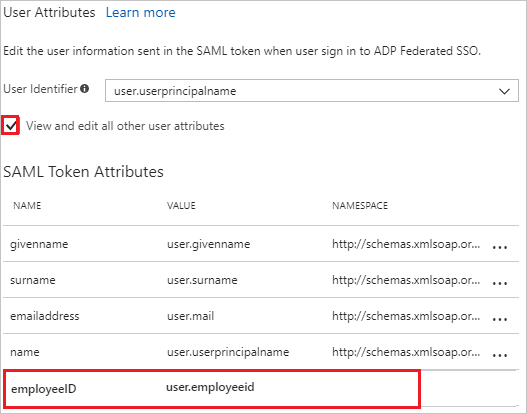 User Attributes Learn more
Edit the user information sent in the SAML token when user sign in to ADP Federated SSO.
User Identifier user.userprincipalname
View and edit all other user attributes
SAML Token Attributes
NAME VALUE NAMESPACE
givenname user.givenname http://schemas.xmlsoap.or... ...
surname user.surname http://schemas.xmlsoap.or... ...
emailaddress user.mail http://schemas.xmlsoap.or... ...
name user.userprincipalname http://schemas.xmlsoap.or... ...
employeeID user.employeeid